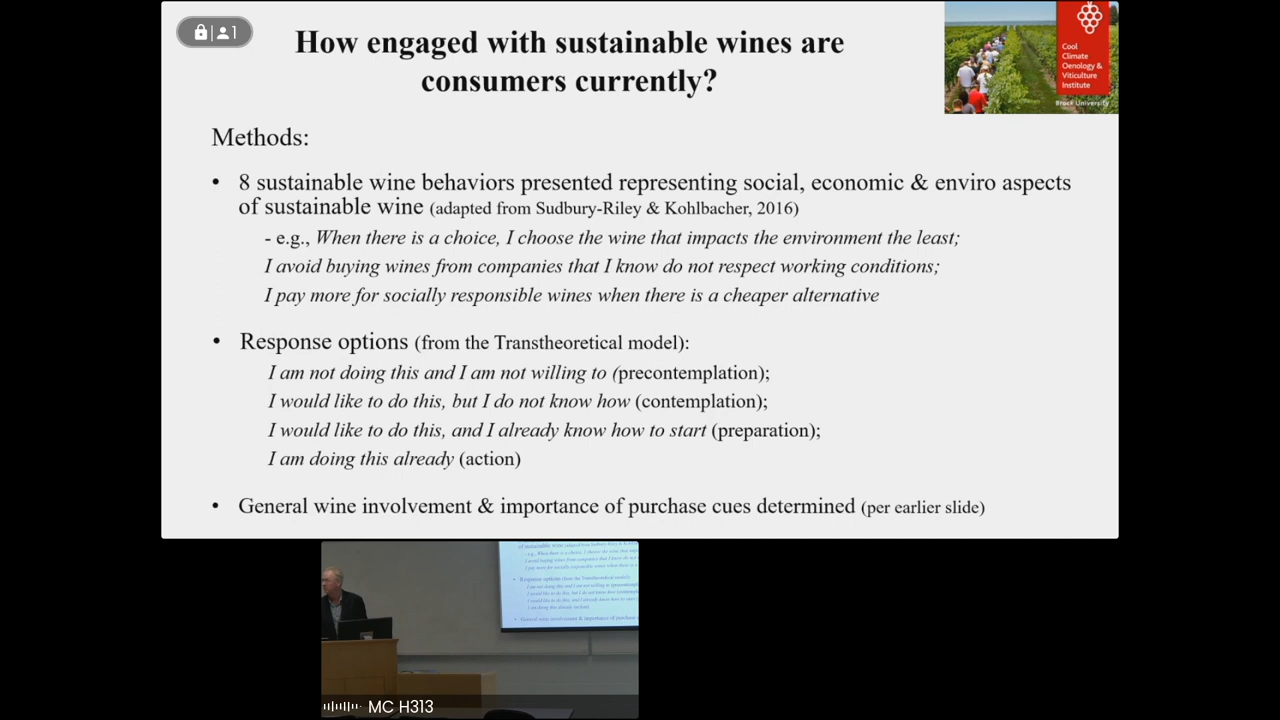 1
How engaged with sustainable wines are
consumers currently?
Cool
Climate
Oenology &
Viticulture
Institute
Brock University
Methods:
• 8 sustainable wine behaviors presented representing social, economic & enviro aspects
of sustainable wine (adapted from Sudbury-Riley & Kohlbacher, 2016)
- e.g., When there is a choice, I choose the wine that impacts the environment the least;
I avoid buying wines from companies that I know do not respect working conditions;
I pay more for socially responsible wines when there is a cheaper alternative
• Response options (from the Transtheoretical model):
I am not doing this and I am not willing to (precontemplation);
I would like to do this, but I do not know how (contemplation);
I would like to do this, and I already know how to start (preparation);
I am doing this already (action)
• General wine involvement & importance of purchase cues determined (per earlier slide)
MC H313